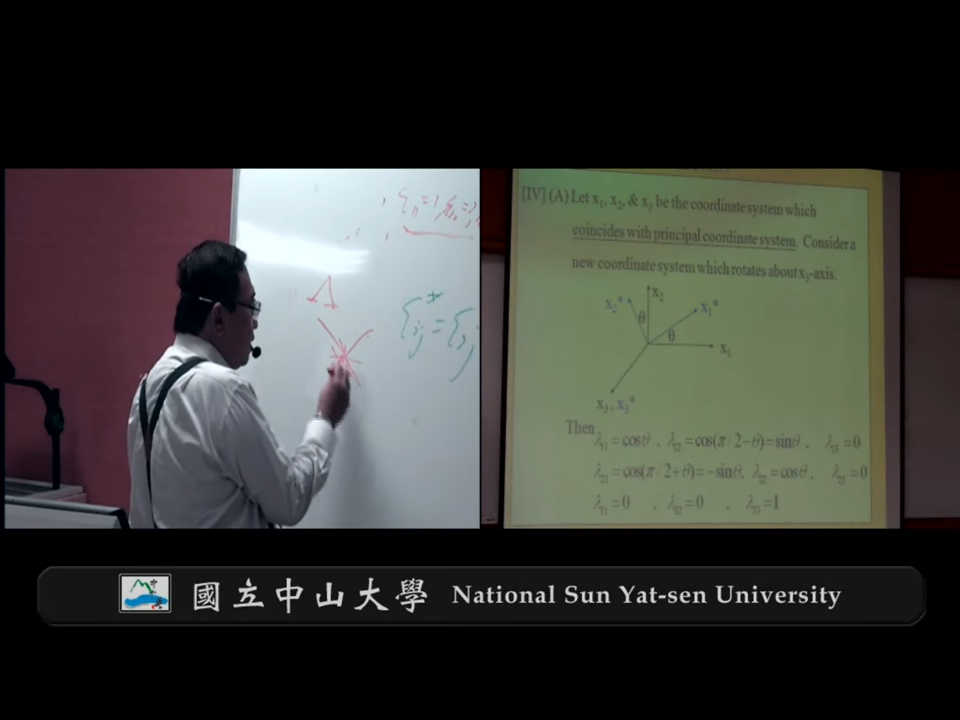 [IV] (A) Let x₁, x₂, & x₃ be the coordinate system which
coincides with principal coordinate system. Consider a
new coordinate system which rotates about x₃-axis.
x₂* x₂ x₁*
θ θ
x₁
x₃, x₃*
Then
λ₁₁ = cosθ , λ₁₂ = cos(π/2−θ) = sinθ , λ₁₃ = 0
λ₂₁ = cos(π/2+θ) = −sinθ, λ₂₂ = cosθ , λ₂₃ = 0
λ₃₁ = 0 , λ₃₂ = 0 , λ₃₃ = 1
國立中山大學 National Sun Yat-sen University